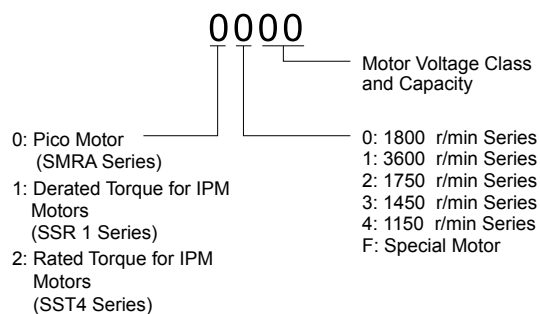 0000
Motor Voltage Class
and Capacity
0: Pico Motor
(SMRA Series)
1: Derated Torque for IPM
Motors
(SSR 1 Series)
2: Rated Torque for IPM
Motors
(SST4 Series)
0: 1800 r/min Series
1: 3600 r/min Series
2: 1750 r/min Series
3: 1450 r/min Series
4: 1150 r/min Series
F: Special Motor